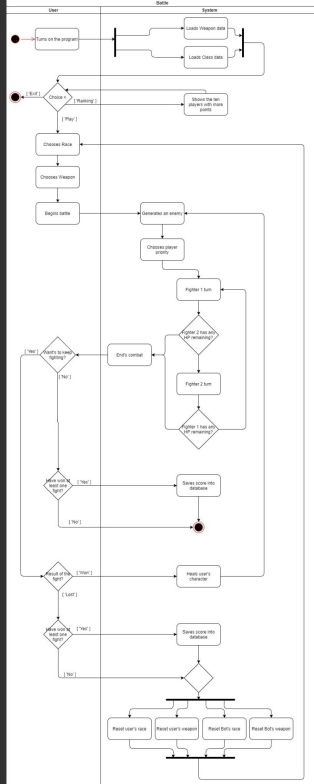 Battle
User
System
Turns on the program
Loads Weapon data
Loads Class data
[ 'Exit' ]
Choice =
[ 'Ranking' ]
Shows the ten
players with more
points
[ 'Play' ]
Chooses Race
Chooses Weapon
Begins battle
Generates an enemy
Chooses player
priority
Fighter 1 turn
Fighter 2 has any
HP remaining?
[ 'Yes' ]
Want's to keep
fighting?
End's combat
[ 'No' ]
Fighter 2 turn
Fighter 1 has any
HP remaining?
Have won at
least one
fight?
[ 'Yes' ]
Saves score into
database
[ 'No' ]
Result of the
fight?
[ 'Won' ]
Heals user's
character
[ 'Lost' ]
Have won at
least one
fight?
[ 'Yes' ]
Saves score into
database
[ 'No' ]
Reset user's race
Reset user's weapon
Reset Bot's race
Reset Bot's weapon